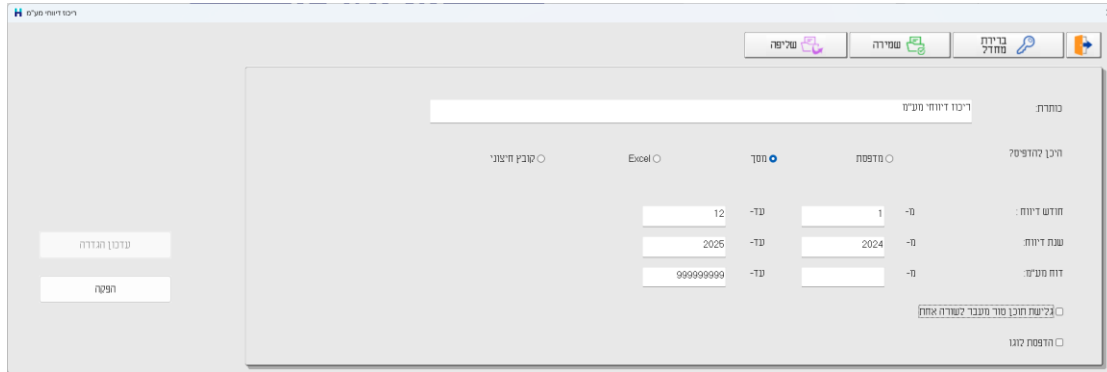 ריכוז דיווחי מע"מ
ברירת מחדל
שמירה
שליפה
כותרת:
ריכוז דיווחי מע"מ
היכן להדפיס?
מדפסת
מסך
Excel
קובץ חיצוני
חודש דיווח : מ- 1 עד- 12
שנת דיווח: מ- 2024 עד- 2025
דוח מע"מ: מ- עד- 999999999
גלישת תוכן טור מעבר לשורה אחת
הדפסת לוגו
עדכון הגדרה
הפקה